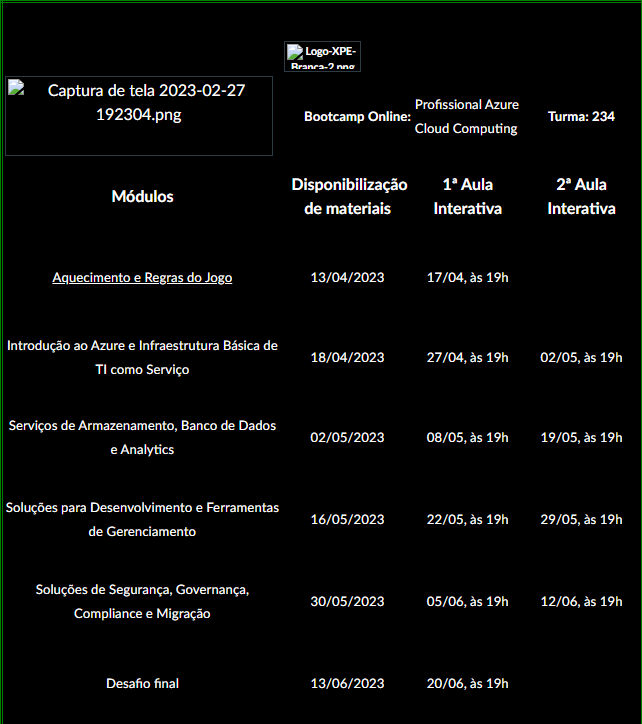 Logo-XPE-
Branca-2.png
Captura de tela 2023-02-27
192304.png
Bootcamp Online:
Profissional Azure
Cloud Computing
Turma: 234
Módulos
Disponibilização
de materiais
1ª Aula
Interativa
2ª Aula
Interativa
Aquecimento e Regras do Jogo
13/04/2023
17/04, às 19h
Introdução ao Azure e Infraestrutura Básica de
TI como Serviço
18/04/2023
27/04, às 19h
02/05, às 19h
Serviços de Armazenamento, Banco de Dados
e Analytics
02/05/2023
08/05, às 19h
19/05, às 19h
Soluções para Desenvolvimento e Ferramentas
de Gerenciamento
16/05/2023
22/05, às 19h
29/05, às 19h
Soluções de Segurança, Governança,
Compliance e Migração
30/05/2023
05/06, às 19h
12/06, às 19h
Desafio final
13/06/2023
20/06, às 19h